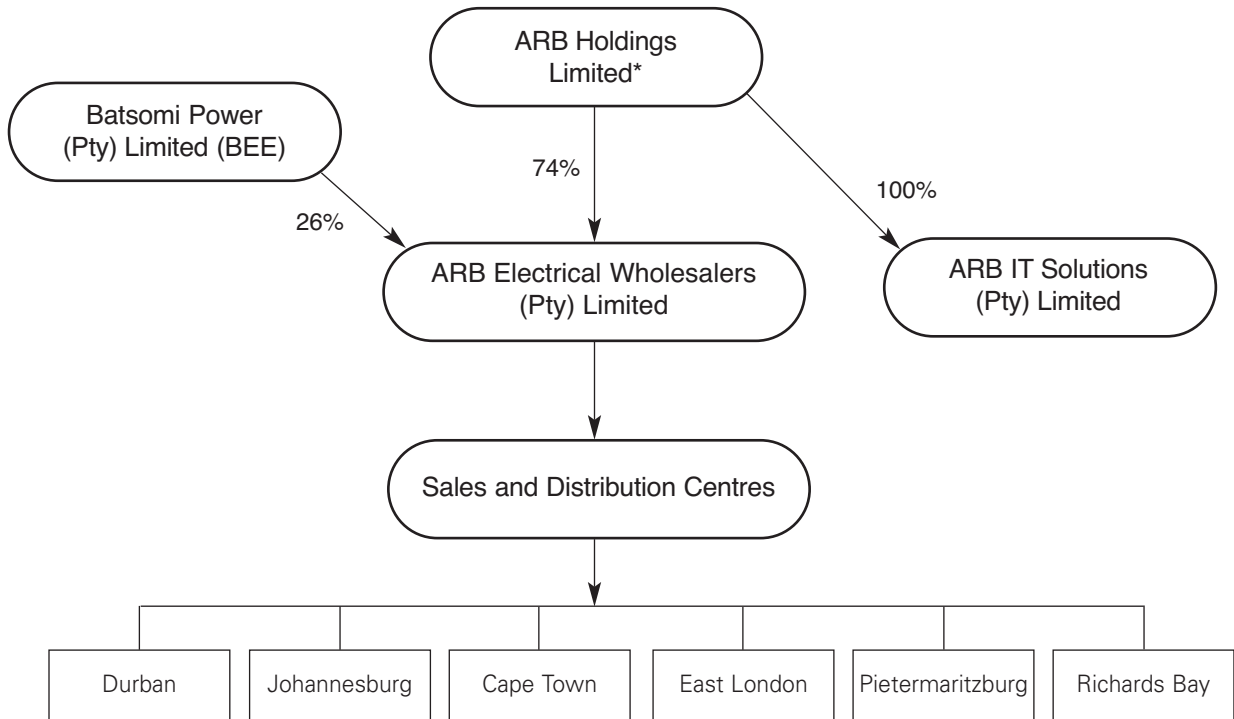 ARB Holdings
Limited*
Batsomi Power
(Pty) Limited (BEE)
74%
100%
26%
ARB Electrical Wholesalers
(Pty) Limited
ARB IT Solutions
(Pty) Limited
Sales and Distribution Centres
Durban
Johannesburg
Cape Town
East London
Pietermaritzburg
Richards Bay